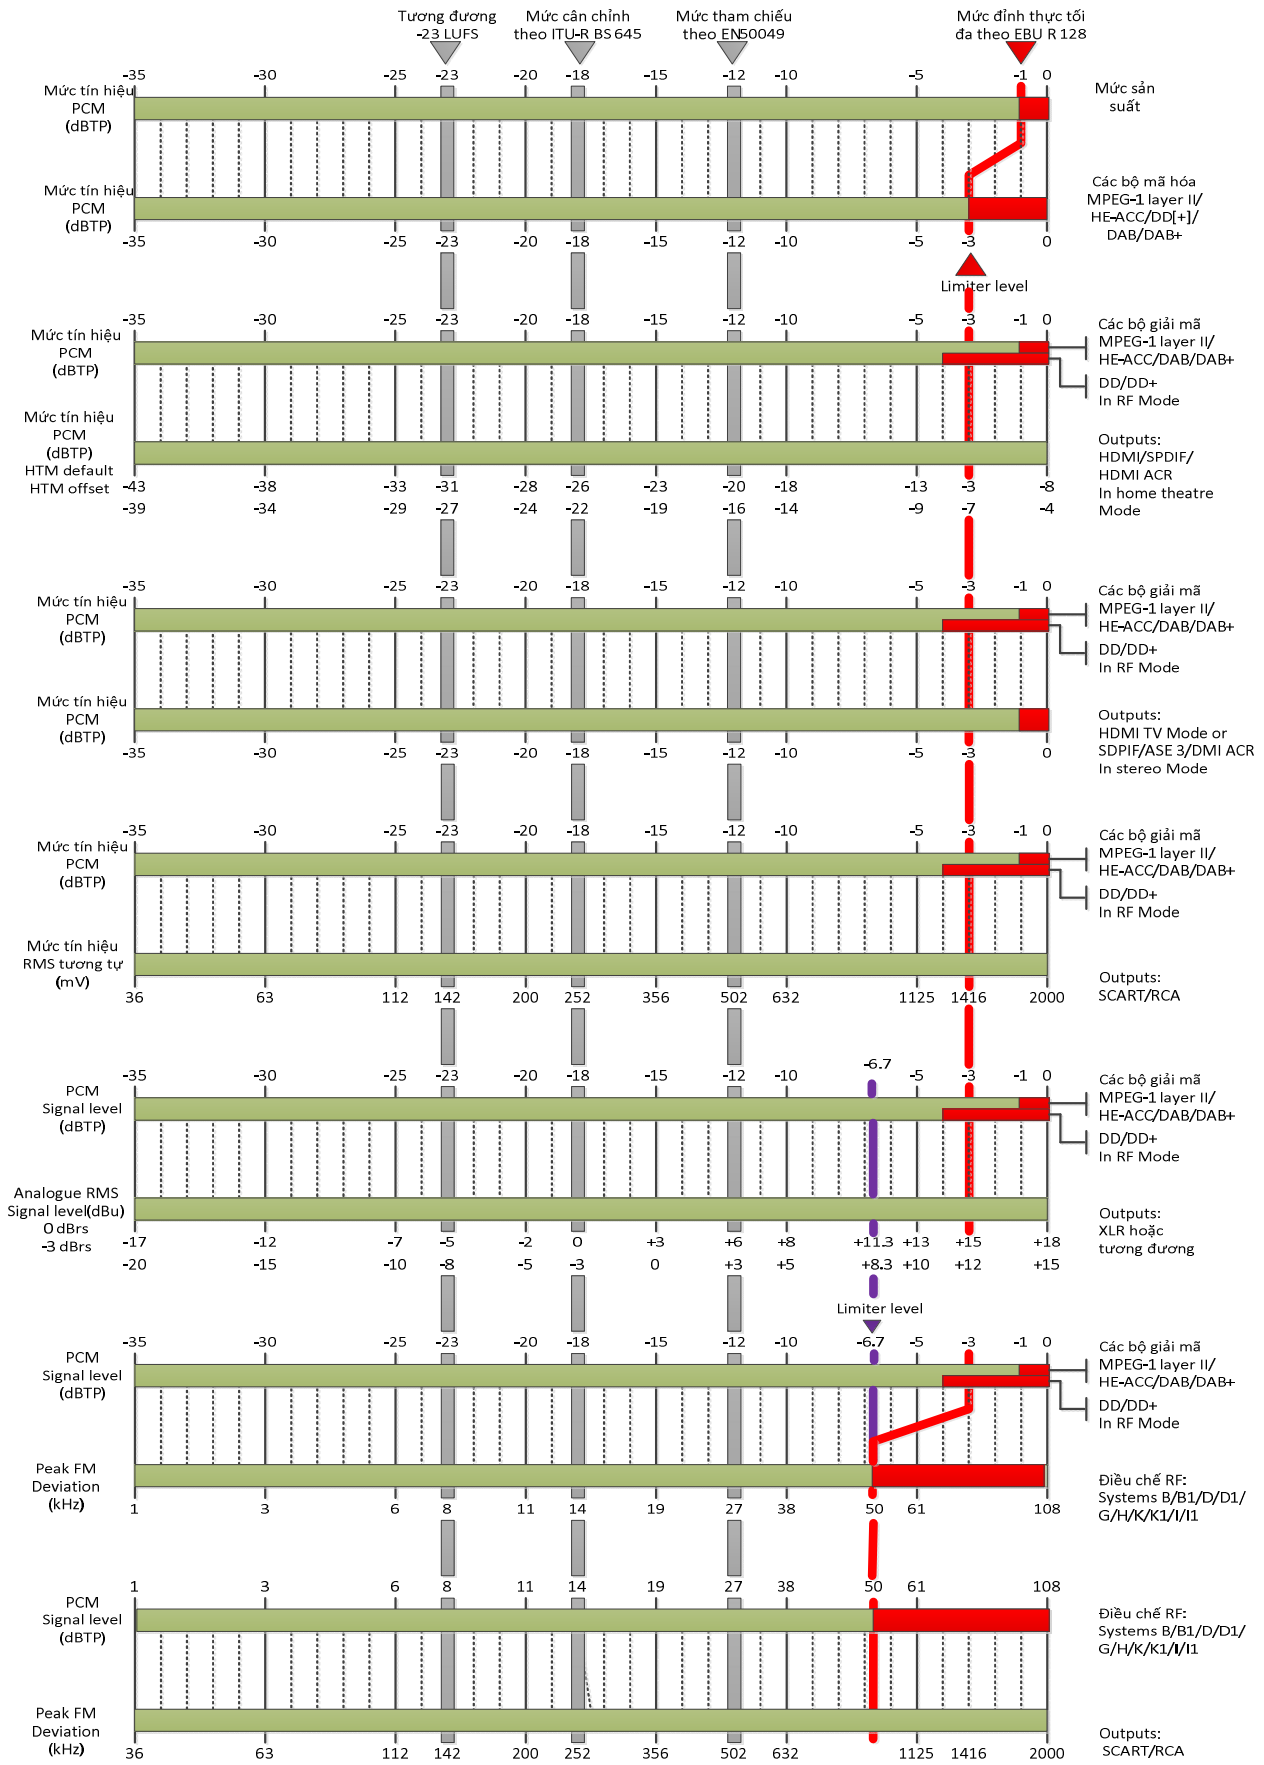 Tương đương
-23 LUFS
Mức cân chỉnh
theo ITU-R BS 645
Mức tham chiếu
theo EN50049
Mức đỉnh thực tối
đa theo EBU R 128
-35 -30 -25 -23 -20 -18 -15 -12 -10 -5 -1 0
Mức tín hiệu
PCM
(dBTP)
Mức sản
suất
Mức tín hiệu
PCM
(dBTP)
Các bộ mã hóa
MPEG-1 layer II/
HE-ACC/DD[+]/
DAB/DAB+
-35 -30 -25 -23 -20 -18 -15 -12 -10 -5 -3 0
Limiter level
-35 -30 -25 -23 -20 -18 -15 -12 -10 -5 -3 -1 0
Mức tín hiệu
PCM
(dBTP)
Các bộ giải mã
MPEG-1 layer II/
HE-ACC/DAB/DAB+
DD/DD+
In RF Mode
Mức tín hiệu
PCM
(dBTP)
HTM default
HTM offset
Outputs:
HDMI/SPDIF/
HDMI ACR
In home theatre
Mode
-43 -38 -33 -31 -28 -26 -23 -20 -18 -13 -3 -8
-39 -34 -29 -27 -24 -22 -19 -16 -14 -9 -7 -4
-35 -30 -25 -23 -20 -18 -15 -12 -10 -5 -3 -1 0
Mức tín hiệu
PCM
(dBTP)
Các bộ giải mã
MPEG-1 layer II/
HE-ACC/DAB/DAB+
DD/DD+
In RF Mode
Mức tín hiệu
PCM
(dBTP)
Outputs:
HDMI TV Mode or
SDPIF/ASE 3/DMI ACR
In stereo Mode
-35 -30 -25 -23 -20 -18 -15 -12 -10 -5 0
-35 -30 -25 -23 -20 -18 -15 -12 -10 -5 -3 -1 0
Mức tín hiệu
PCM
(dBTP)
Các bộ giải mã
MPEG-1 layer II/
HE-ACC/DAB/DAB+
DD/DD+
In RF Mode
Mức tín hiệu
RMS tương tự
(mV)
Outputs:
SCART/RCA
36 63 112 142 200 252 356 502 632 1125 1416 2000
-6.7
-35 -30 -25 -23 -20 -18 -15 -12 -10 -5 -3 -1 0
PCM
Signal level
(dBTP)
Các bộ giải mã
MPEG-1 layer II/
HE-ACC/DAB/DAB+
DD/DD+
In RF Mode
Analogue RMS
Signal level(dBu)
0 dBrs
-3 dBrs
Outputs:
XLR hoặc
tương đương
-17 -12 -7 -5 -2 0 +3 +6 +8 +11.3 +13 +15 +18
-20 -15 -10 -8 -5 -3 0 +3 +5 +8.3 +10 +12 +15
Limiter level
-35 -30 -25 -23 -20 -18 -15 -12 -10 -6.7 -5 -3 -1 0
PCM
Signal level
(dBTP)
Các bộ giải mã
MPEG-1 layer II/
HE-ACC/DAB/DAB+
DD/DD+
In RF Mode
Peak FM
Deviation
(kHz)
Điều chế RF:
Systems B/B1/D/D1/
G/H/K/K1/I/I1
1 3 6 8 11 14 19 27 38 50 61 108
1 3 6 8 11 14 19 27 38 50 61 108
PCM
Signal level
(dBTP)
Điều chế RF:
Systems B/B1/D/D1/
G/H/K/K1/I/I1
Peak FM
Deviation
(kHz)
Outputs:
SCART/RCA
36 63 112 142 200 252 356 502 632 1125 1416 2000